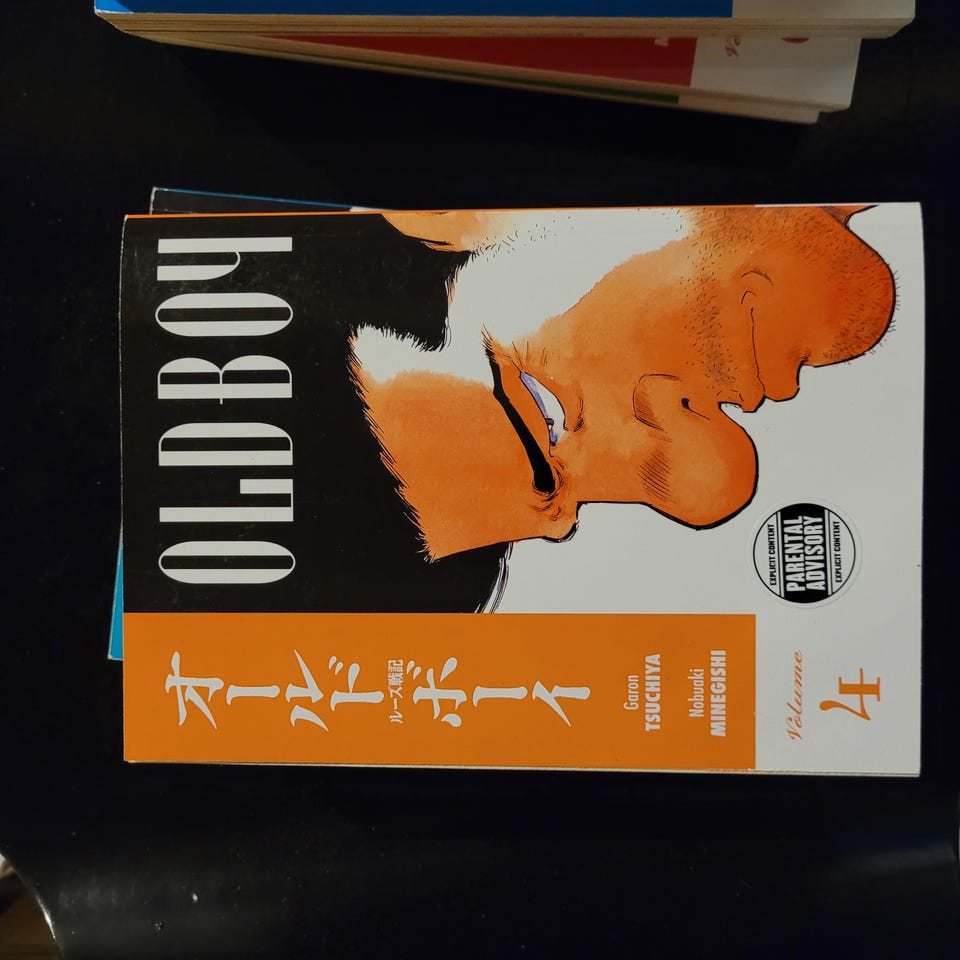 OLDBOY
オールド
ルーズ戦記
ボーイ
Garon
TSUCHIYA
Nobuaki
MINEGISHI
EXPLICIT CONTENT
PARENTAL
ADVISORY
EXPLICIT CONTENT
Volume
4